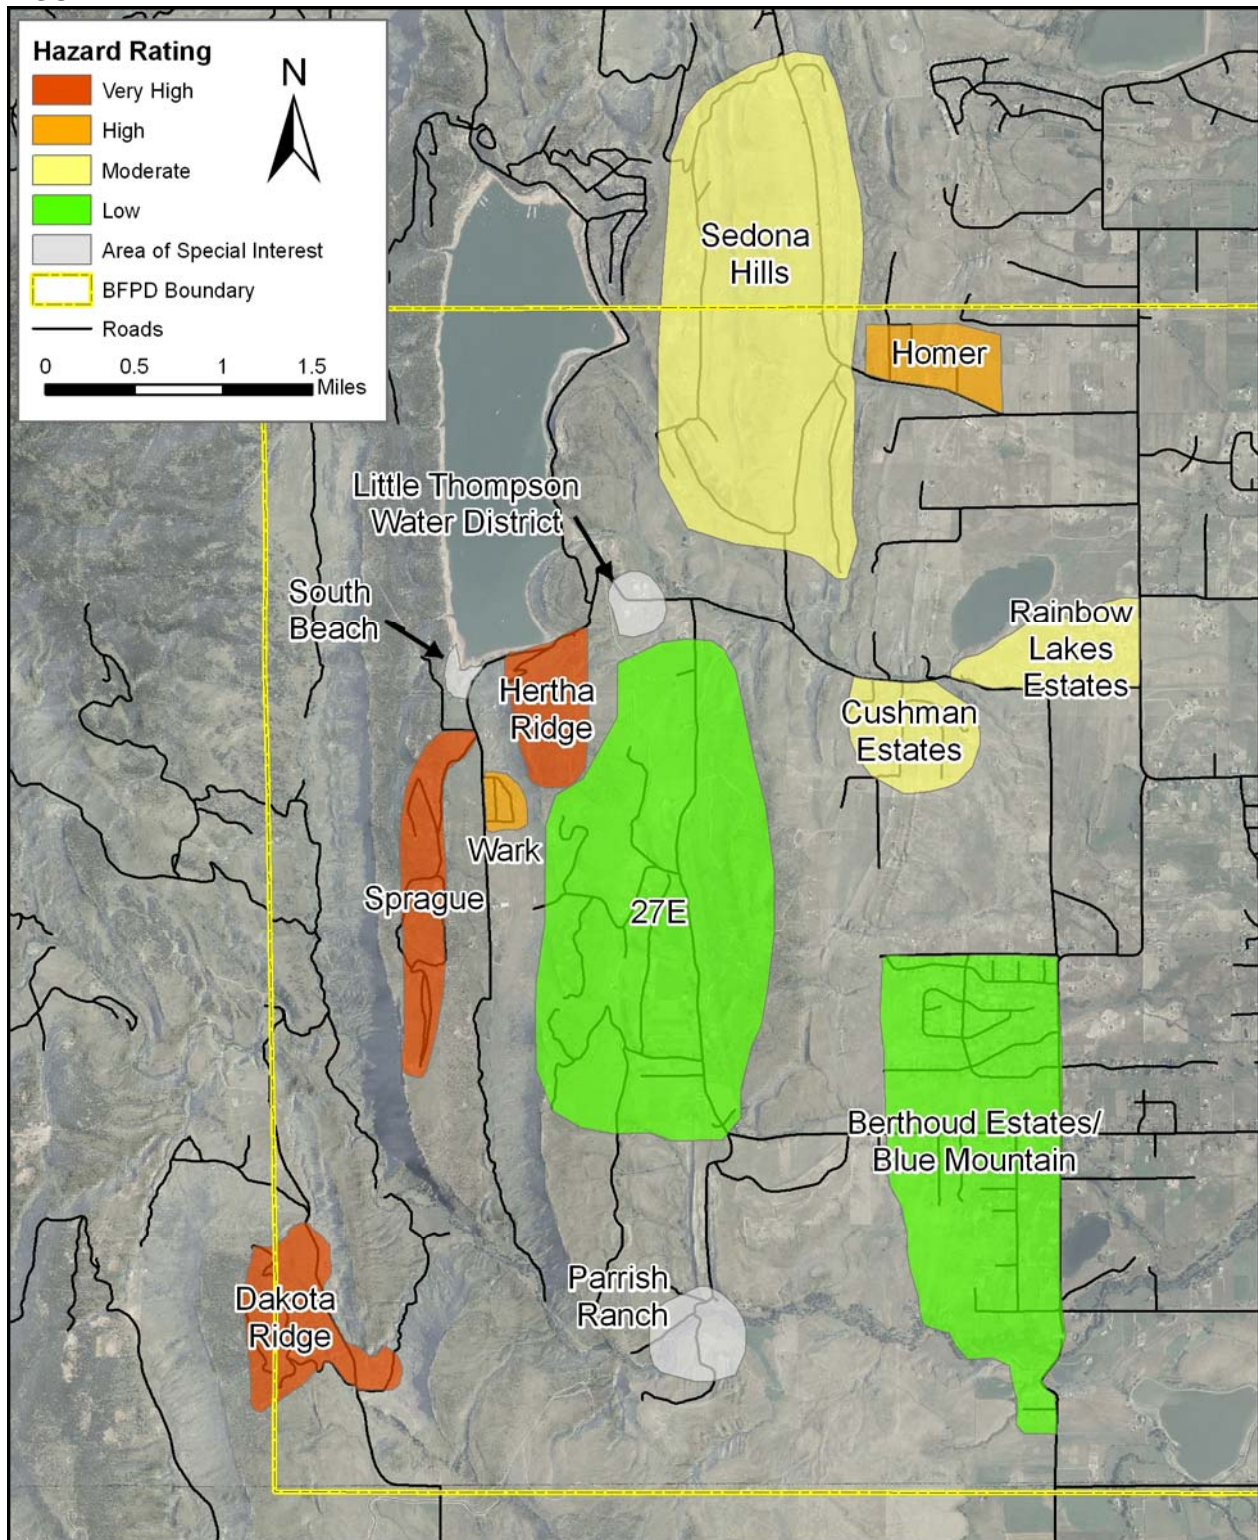 Hazard Rating
Very High
High
Moderate
Low
Area of Special Interest
BFPD Boundary
Roads
0 0.5 1 1.5
Miles
N
Sedona
Hills
Homer
Little Thompson
Water District
South
Beach
Rainbow
Lakes
Estates
Hertha
Ridge
Cushman
Estates
Wark
Sprague
27E
Berthoud Estates/
Blue Mountain
Parrish
Ranch
Dakota
Ridge